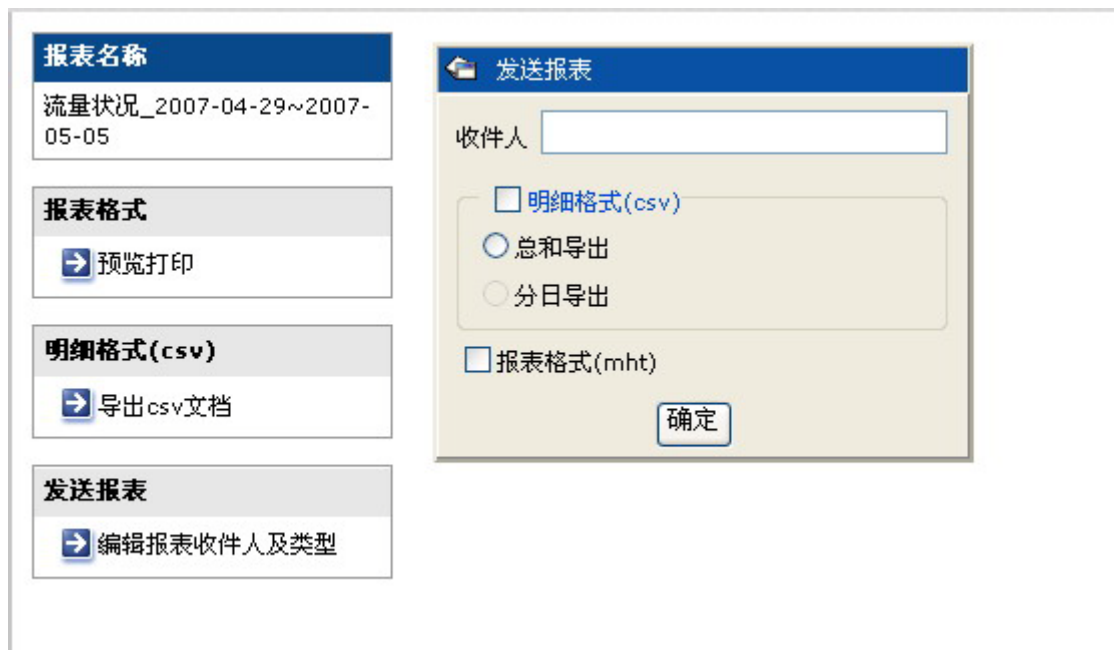 报表名称
流量状况_2007-04-29~2007-
05-05
报表格式
预览打印
明细格式(csv)
导出csv文档
发送报表
编辑报表收件人及类型
发送报表
收件人
明细格式(csv)
总和导出
分日导出
报表格式(mht)
确定